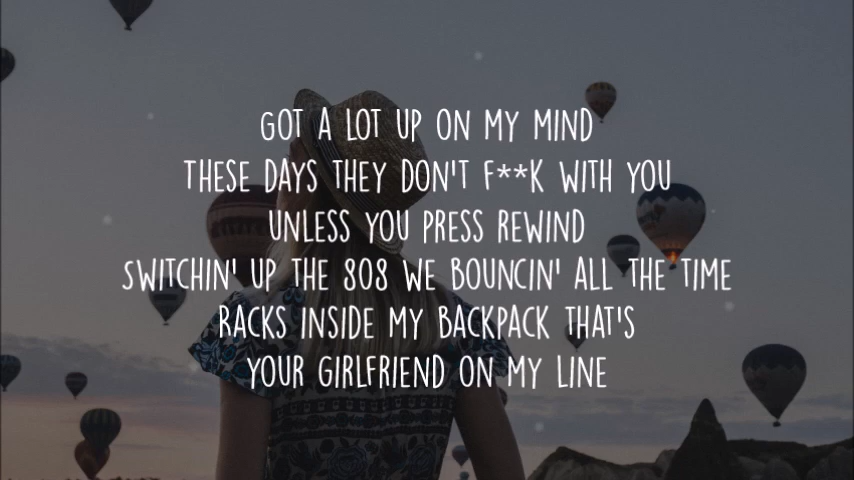 GOT A LOT UP ON MY MIND
THESE DAYS THEY DON'T F**K WITH YOU
UNLESS YOU PRESS REWIND
SWITCHIN' UP THE 808 WE BOUNCIN' ALL THE TIME
RACKS INSIDE MY BACKPACK THAT'S
YOUR GIRLFRIEND ON MY LINE